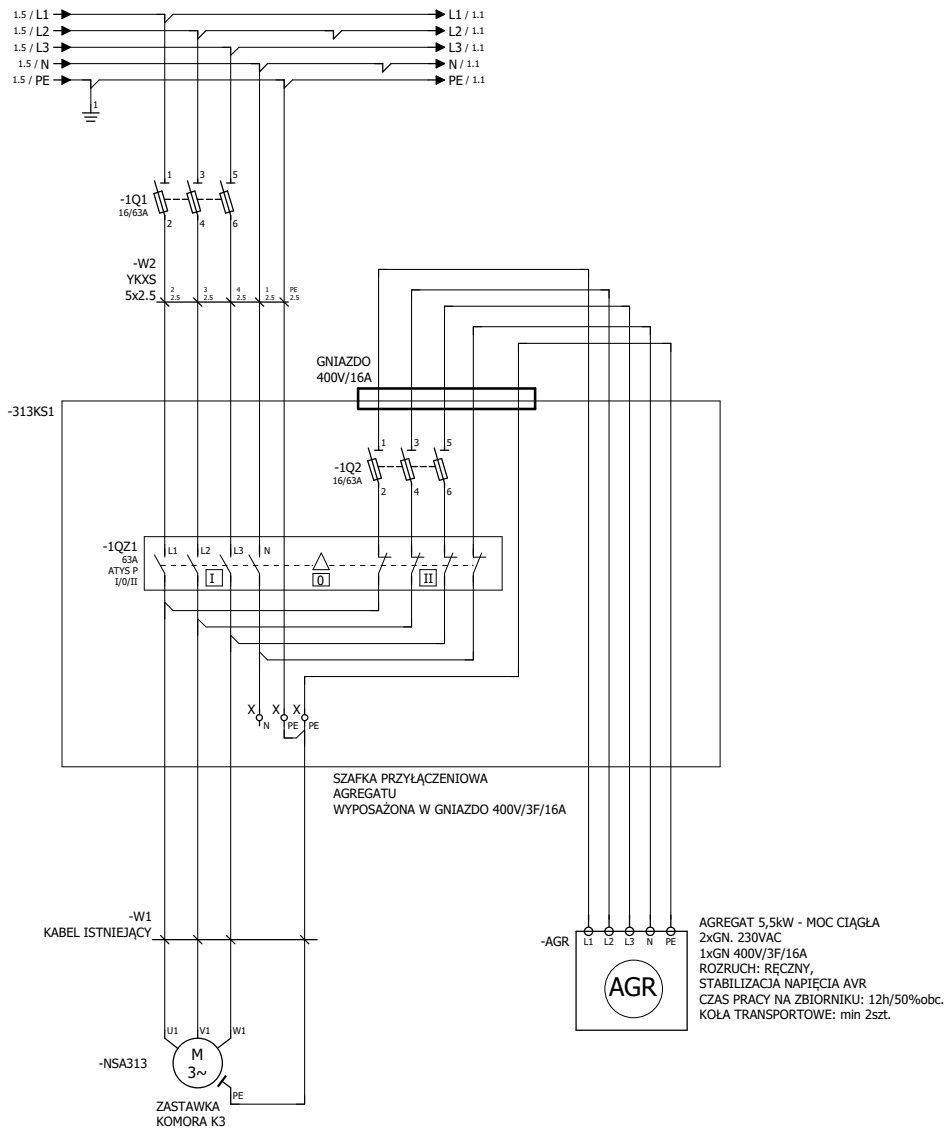 1.5 / L1
L1 / 1.1
1.5 / L2
L2 / 1.1
1.5 / L3
L3 / 1.1
1.5 / N
N / 1.1
1.5 / PE
PE / 1.1
1
1 3 5
-1Q1
16/63A
2 4 6
-W2
YKXS
5x2.5
2 3 4 1 PE
2.5 2.5 2.5 2.5 2.5
GNIAZDO
400V/16A
-313KS1
1 3 5
-1Q2
16/63A
2 4 6
-1QZ1
63A
ATYS P
I/0/II
L1 L2 L3 N
I 0 II
X X X
N PE PE
SZAFKA PRZYŁĄCZENIOWA
AGREGATU
WYPOSAŻONA W GNIAZDO 400V/3F/16A
-W1
KABEL ISTNIEJĄCY
-AGR
L1 L2 L3 N PE
AGR
AGREGAT 5,5kW - MOC CIĄGŁA
2xGN. 230VAC
1xGN 400V/3F/16A
ROZRUCH: RĘCZNY,
STABILIZACJA NAPIĘCIA AVR
CZAS PRACY NA ZBIORNIKU: 12h/50%obc.
KOŁA TRANSPORTOWE: min 2szt.
U1 V1 W1
-NSA313
M
3~
PE
ZASTAWKA
KOMORA K3